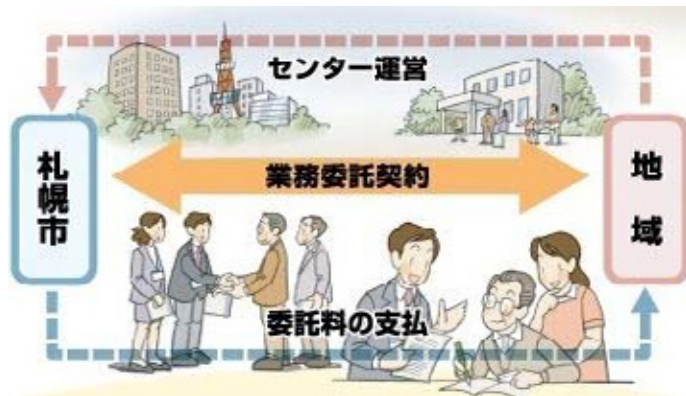 センター運営
札幌市
業務委託契約
地域
委託料の支払